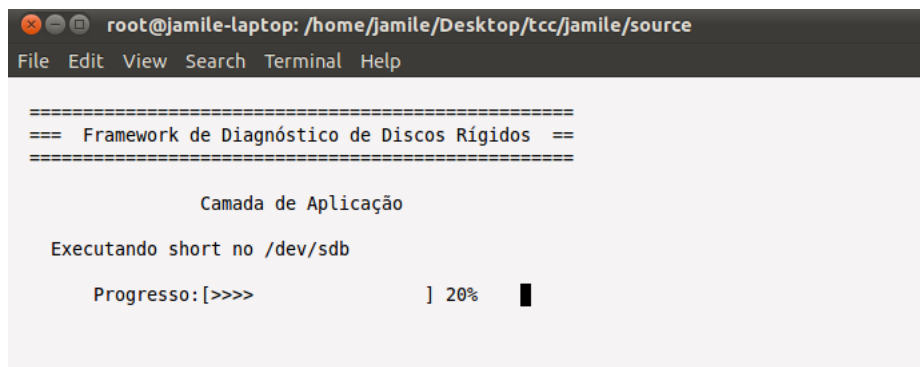 root@jamile-laptop: /home/jamile/Desktop/tcc/jamile/source
File Edit View Search Terminal Help
===================================================
=== Framework de Diagnóstico de Discos Rígidos ==
===================================================
Camada de Aplicação
Executando short no /dev/sdb
Progresso:[>>>> ] 20%